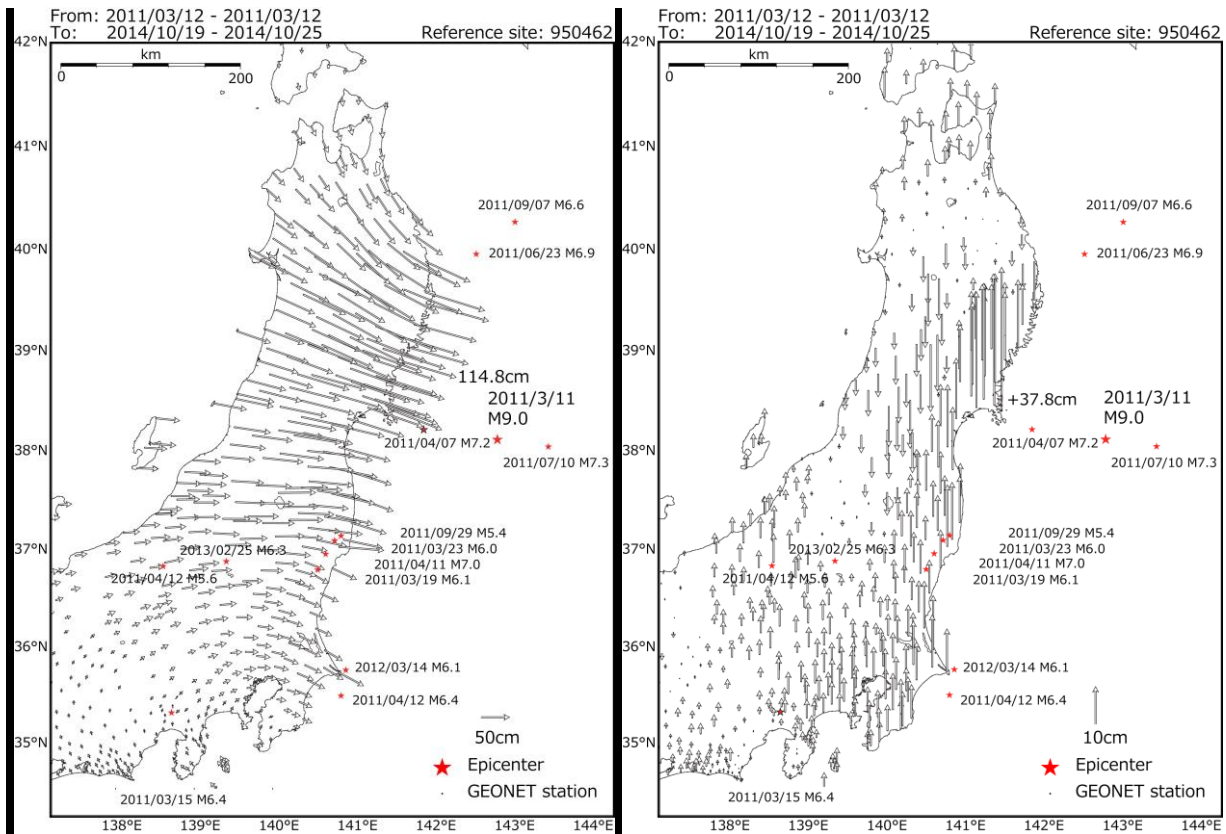 From: 2011/03/12 - 2011/03/12
To: 2014/10/19 - 2014/10/25
Reference site: 950462
42°N
41°N
40°N
39°N
38°N
37°N
36°N
35°N
km
0
200
2011/09/07 M6.6
2011/06/23 M6.9
114.8cm
2011/3/11
M9.0
2011/04/07 M7.2
2011/07/10 M7.3
2011/09/29 M5.4
2013/02/25 M6.3
2011/03/23 M6.0
2011/04/11 M7.0
2011/04/12 M5.6
2011/03/19 M6.1
2012/03/14 M6.1
2011/04/12 M6.4
50cm
Epicenter
GEONET station
2011/03/15 M6.4
138°E
139°E
140°E
141°E
142°E
143°E
144°E
From: 2011/03/12 - 2011/03/12
To: 2014/10/19 - 2014/10/25
Reference site: 950462
42°N
41°N
40°N
39°N
38°N
37°N
36°N
35°N
km
0
200
2011/09/07 M6.6
2011/06/23 M6.9
+37.8cm
2011/3/11
M9.0
2011/04/07 M7.2
2011/07/10 M7.3
2011/09/29 M5.4
2013/02/25 M6.3
2011/03/23 M6.0
2011/04/11 M7.0
2011/04/12 M5.6
2011/03/19 M6.1
2012/03/14 M6.1
2011/04/12 M6.4
10cm
Epicenter
GEONET station
2011/03/15 M6.4
138°E
139°E
140°E
141°E
142°E
143°E
144°E